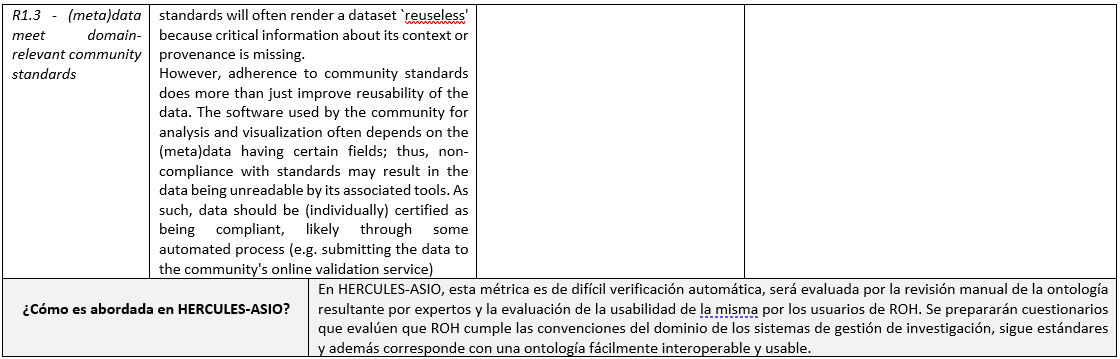 R1.3 - (meta)data
meet domain-
relevant community
standards
standards will often render a dataset `reuseless'
because critical information about its context or
provenance is missing.
However, adherence to community standards
does more than just improve reusability of the
data. The software used by the community for
analysis and visualization often depends on the
(meta)data having certain fields; thus, non-
compliance with standards may result in the
data being unreadable by its associated tools. As
such, data should be (individually) certified as
being compliant, likely through some
automated process (e.g. submitting the data to
the community's online validation service)
¿Cómo es abordada en HERCULES-ASIO?
En HERCULES-ASIO, esta métrica es de difícil verificación automática, será evaluada por la revisión manual de la ontología
resultante por expertos y la evaluación de la usabilidad de la misma por los usuarios de ROH. Se prepararán cuestionarios
que evalúen que ROH cumple las convenciones del dominio de los sistemas de gestión de investigación, sigue estándares
y además corresponde con una ontología fácilmente interoperable y usable.